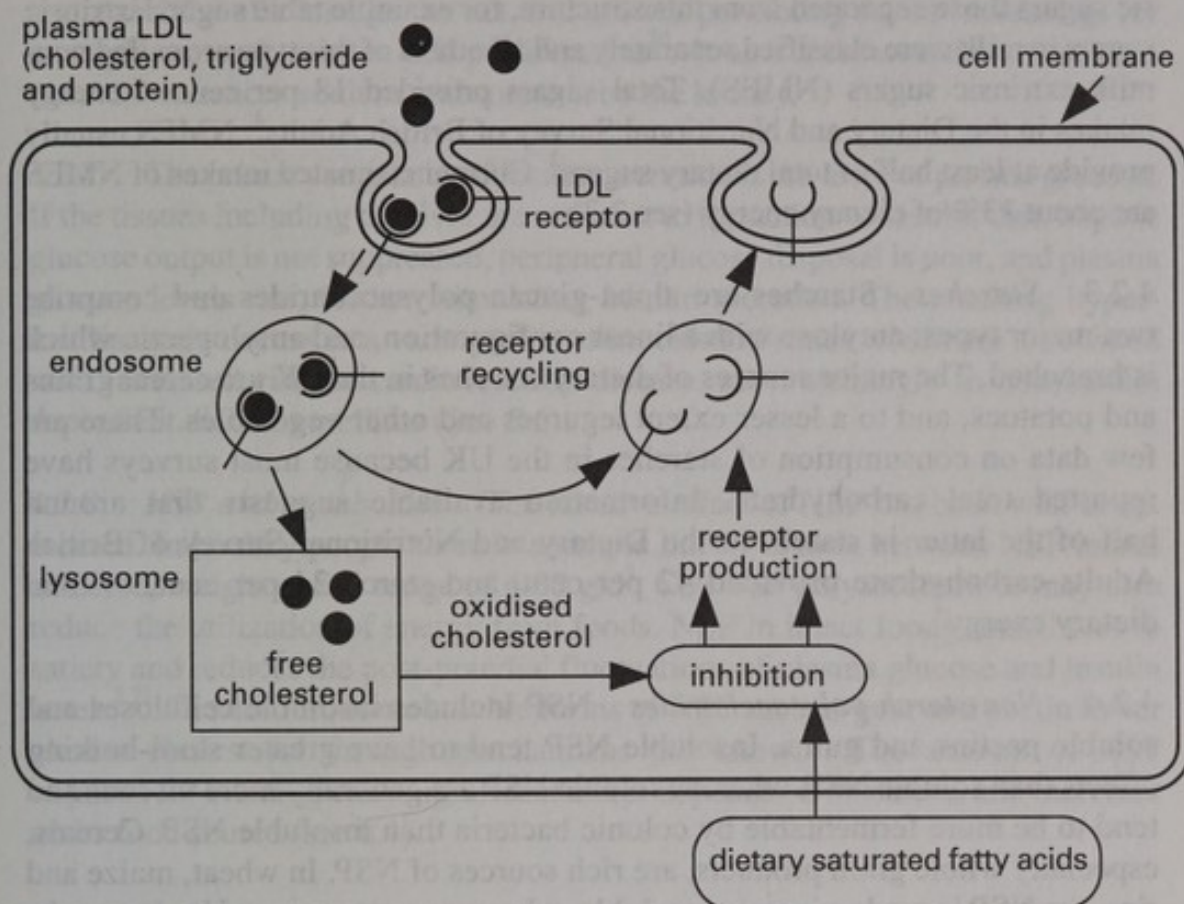 plasma LDL
(cholesterol, triglyceride
and protein)
cell membrane
LDL
receptor
endosome
receptor
recycling
lysosome
free
cholesterol
oxidised
cholesterol
receptor
production
inhibition
dietary saturated fatty acids